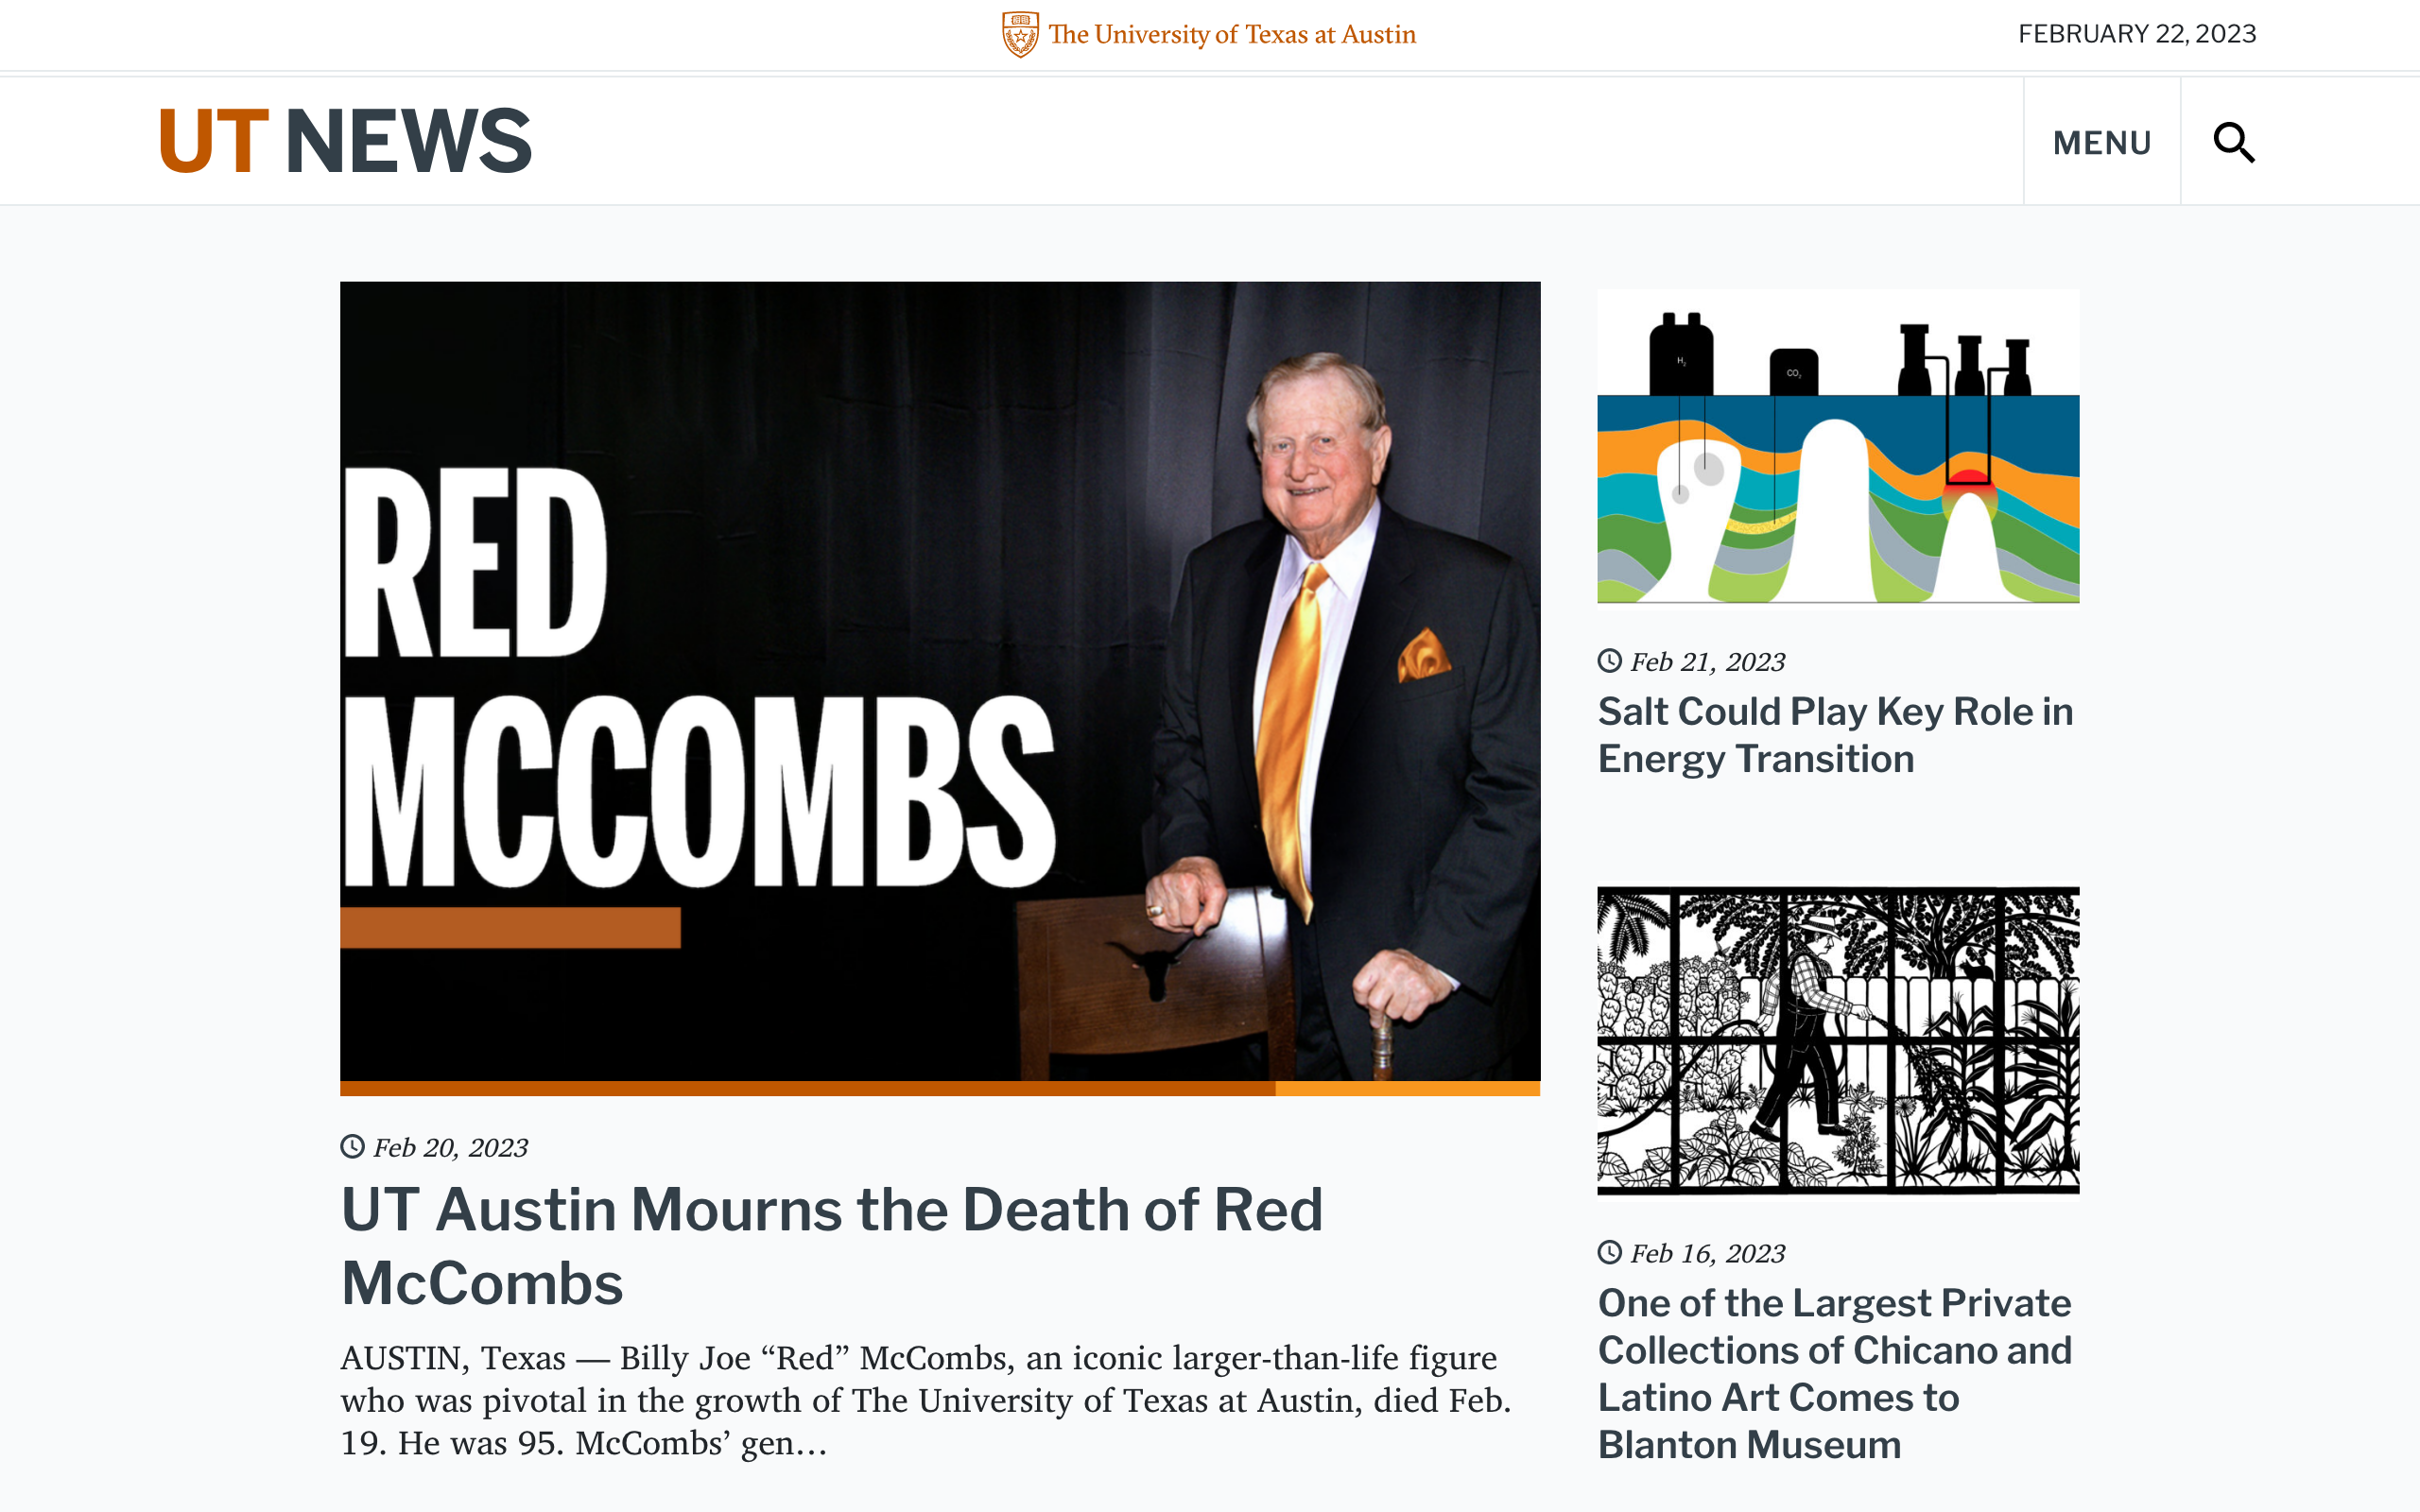 The University of Texas at Austin
FEBRUARY 22, 2023
UT NEWS
MENU
RED
MCCOMBS
Feb 20, 2023
UT Austin Mourns the Death of Red
McCombs
AUSTIN, Texas — Billy Joe “Red” McCombs, an iconic larger-than-life figure
who was pivotal in the growth of The University of Texas at Austin, died Feb.
19. He was 95. McCombs’ gen…
H₂
CO₂
Feb 21, 2023
Salt Could Play Key Role in
Energy Transition
Feb 16, 2023
One of the Largest Private
Collections of Chicano and
Latino Art Comes to
Blanton Museum